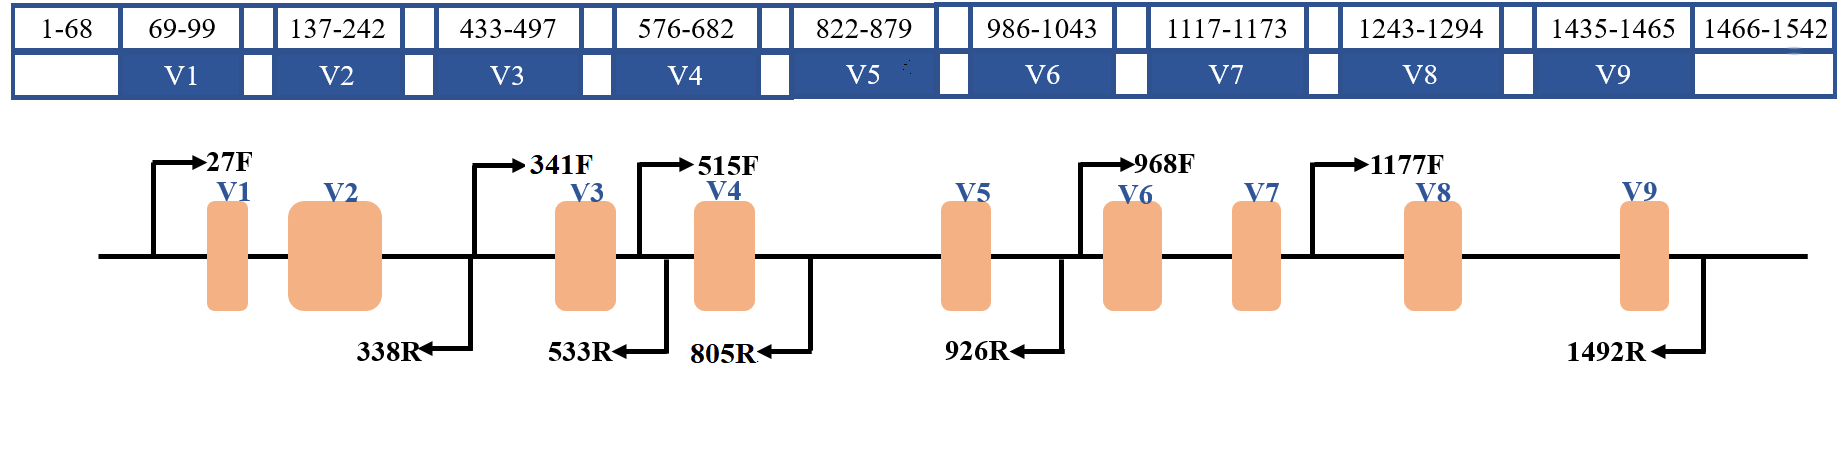 1-68 69-99 137-242 433-497 576-682 822-879 986-1043 1117-1173 1243-1294 1435-1465 1466-1542
V1 V2 V3 V4 V5 V6 V7 V8 V9
27F 341F 515F 968F 1177F
V1 V2 V3 V4 V5 V6 V7 V8 V9
338R 533R 805R 926R 1492R